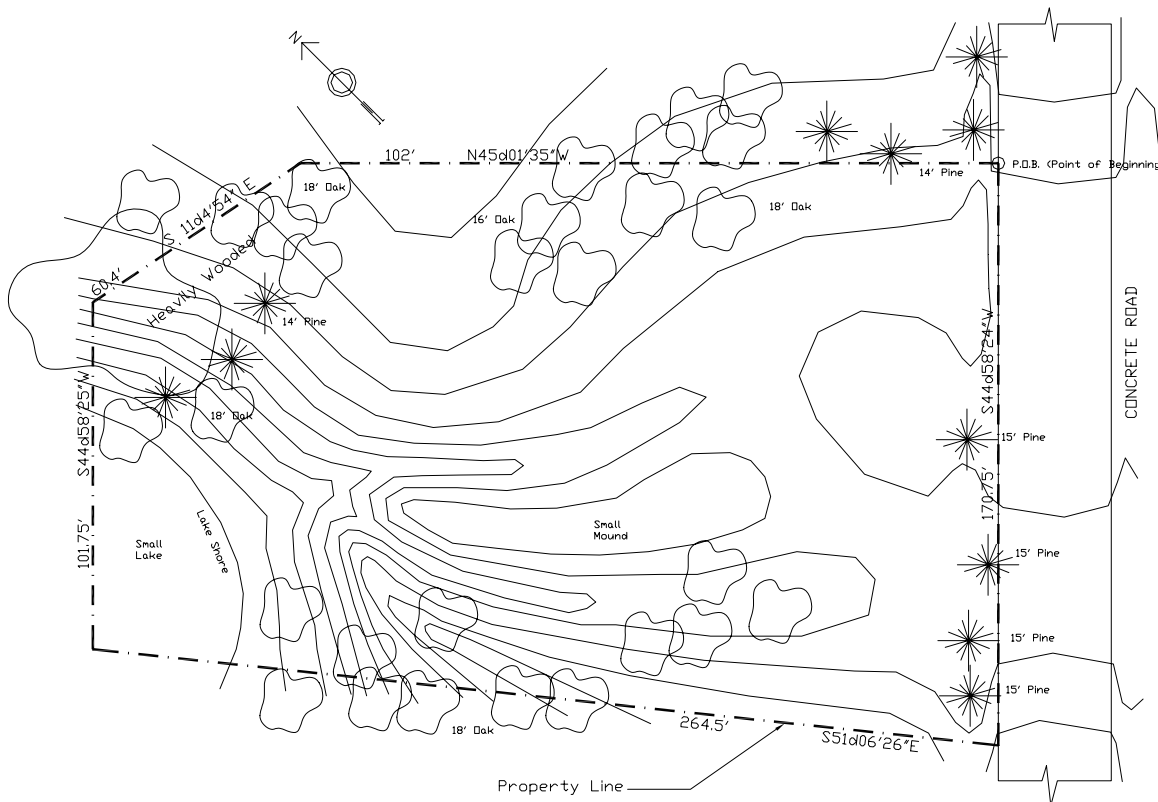 N
102' N45d01'35"W
P.O.B. (Point of Beginning
14' Pine
S 11d4'54" E
18' Oak
16' Oak
18' Oak
60.4'
Heavily Wooded
14' Pine
S44d58'25"W
18' Oak
S44d58'24"W
CONCRETE ROAD
15' Pine
170.75'
101.75'
Small
Lake
Lake Shore
Small
Mound
15' Pine
15' Pine
15' Pine
18' Oak
264.5'
S51d06'26"E
Property Line